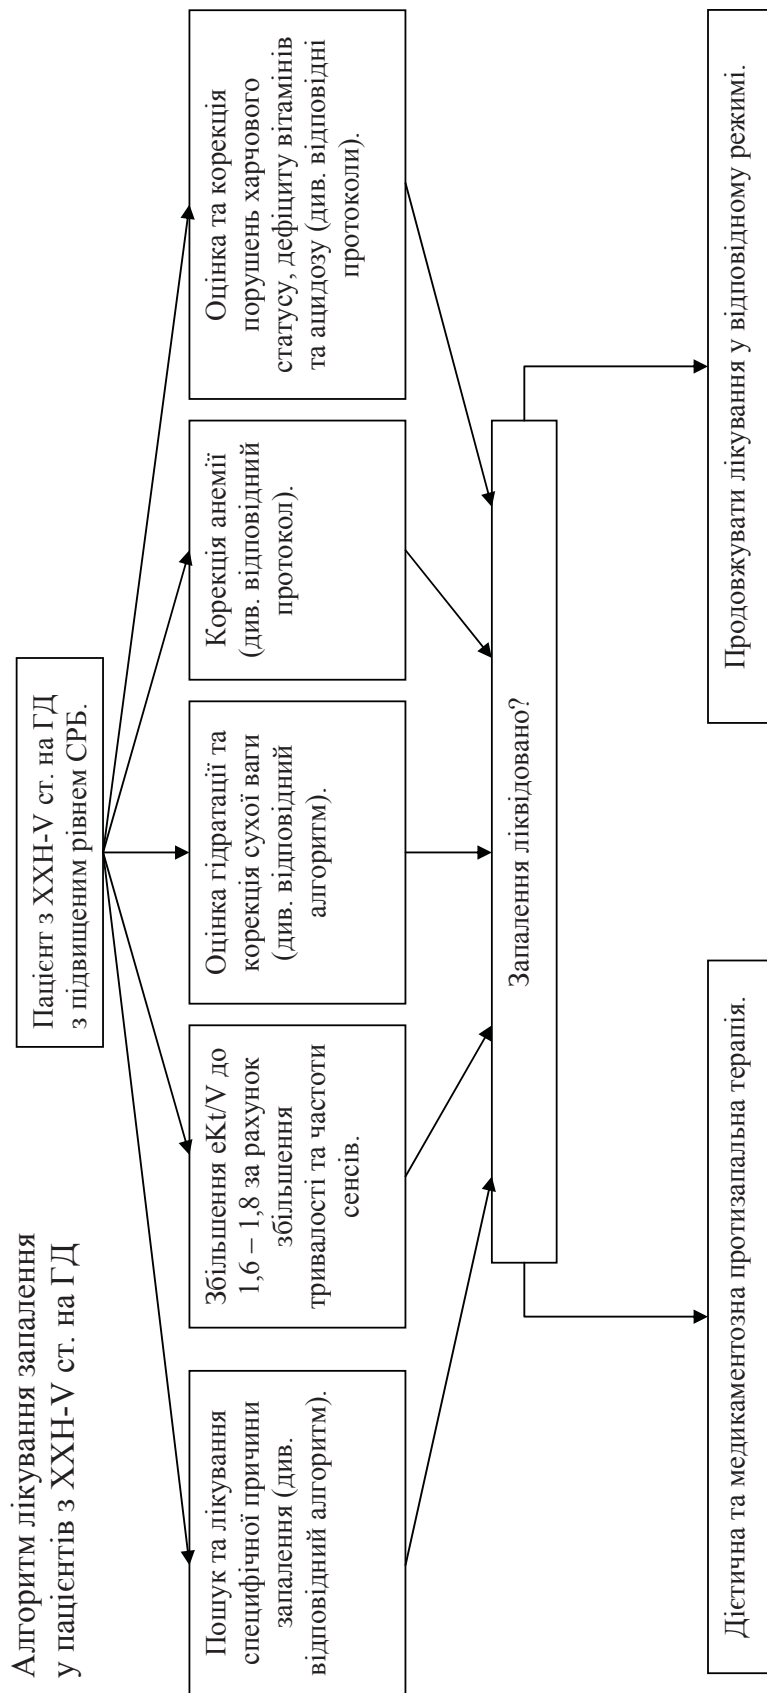 Алгоритм лікування запалення
у пацієнтів з ХХН-V ст. на ГД
Пацієнт з ХХН-V ст. на ГД
з підвищеним рівнем СРБ.
Пошук та лікування
специфічної причини
запалення (див.
відповідний алгоритм).
Збільшення eKt/V до
1,6 – 1,8 за рахунок
збільшення
тривалості та частоти
сенсів.
Оцінка гідратації та
корекція сухої ваги
(див. відповідний
алгоритм).
Корекція анемії
(див. відповідний
протокол).
Оцінка та корекція
порушень харчового
статусу, дефіциту вітамінів
та ацидозу (див. відповідні
протоколи).
Запалення ліквідовано?
Дієтична та медикаментозна протизапальна терапія.
Продовжувати лікування у відповідному режимі.